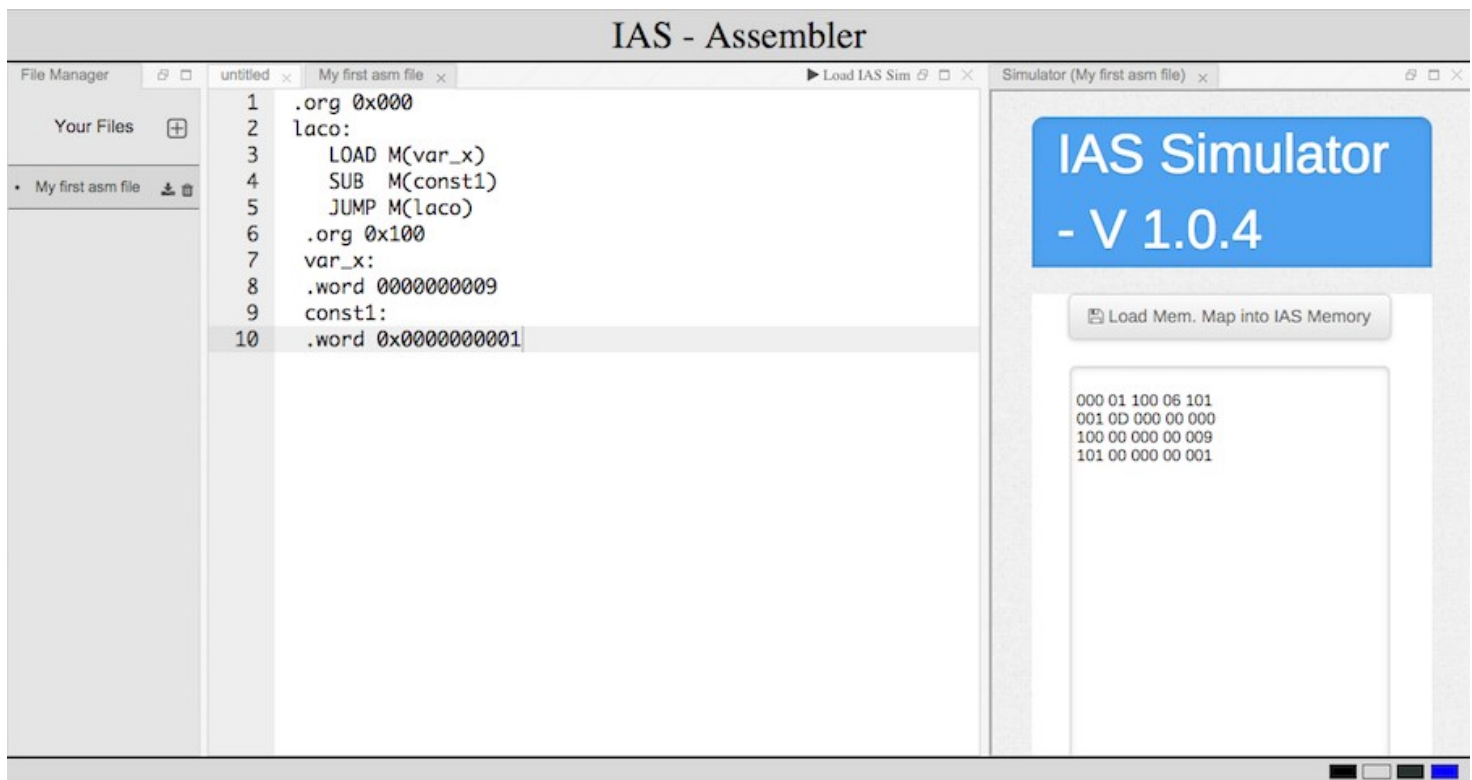 IAS - Assembler
File Manager
Your Files
My first asm file
untitled
My first asm file
Load IAS Sim
1 .org 0x000
2 laco:
3 LOAD M(var_x)
4 SUB M(const1)
5 JUMP M(laco)
6 .org 0x100
7 var_x:
8 .word 0000000009
9 const1:
10 .word 0x0000000001
Simulator (My first asm file)
IAS Simulator
- V 1.0.4
Load Mem. Map into IAS Memory
000 01 100 06 101
001 0D 000 00 000
100 00 000 00 009
101 00 000 00 001